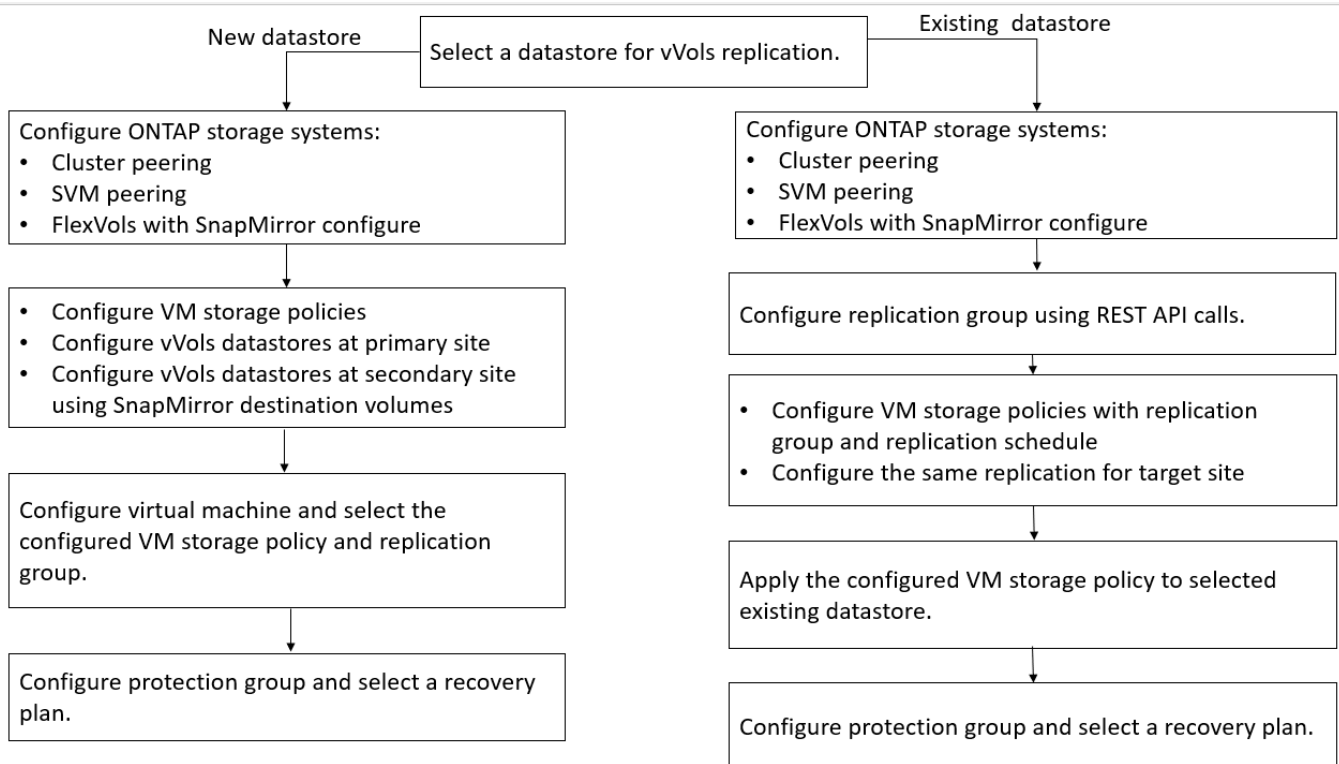 New datastore
Select a datastore for vVols replication.
Existing datastore
Configure ONTAP storage systems:
• Cluster peering
• SVM peering
• FlexVols with SnapMirror configure
• Configure VM storage policies
• Configure vVols datastores at primary site
• Configure vVols datastores at secondary site
using SnapMirror destination volumes
Configure virtual machine and select the
configured VM storage policy and replication
group.
Configure protection group and select a recovery
plan.
Configure ONTAP storage systems:
• Cluster peering
• SVM peering
• FlexVols with SnapMirror configure
Configure replication group using REST API calls.
• Configure VM storage policies with replication
group and replication schedule
• Configure the same replication for target site
Apply the configured VM storage policy to selected
existing datastore.
Configure protection group and select a recovery plan.